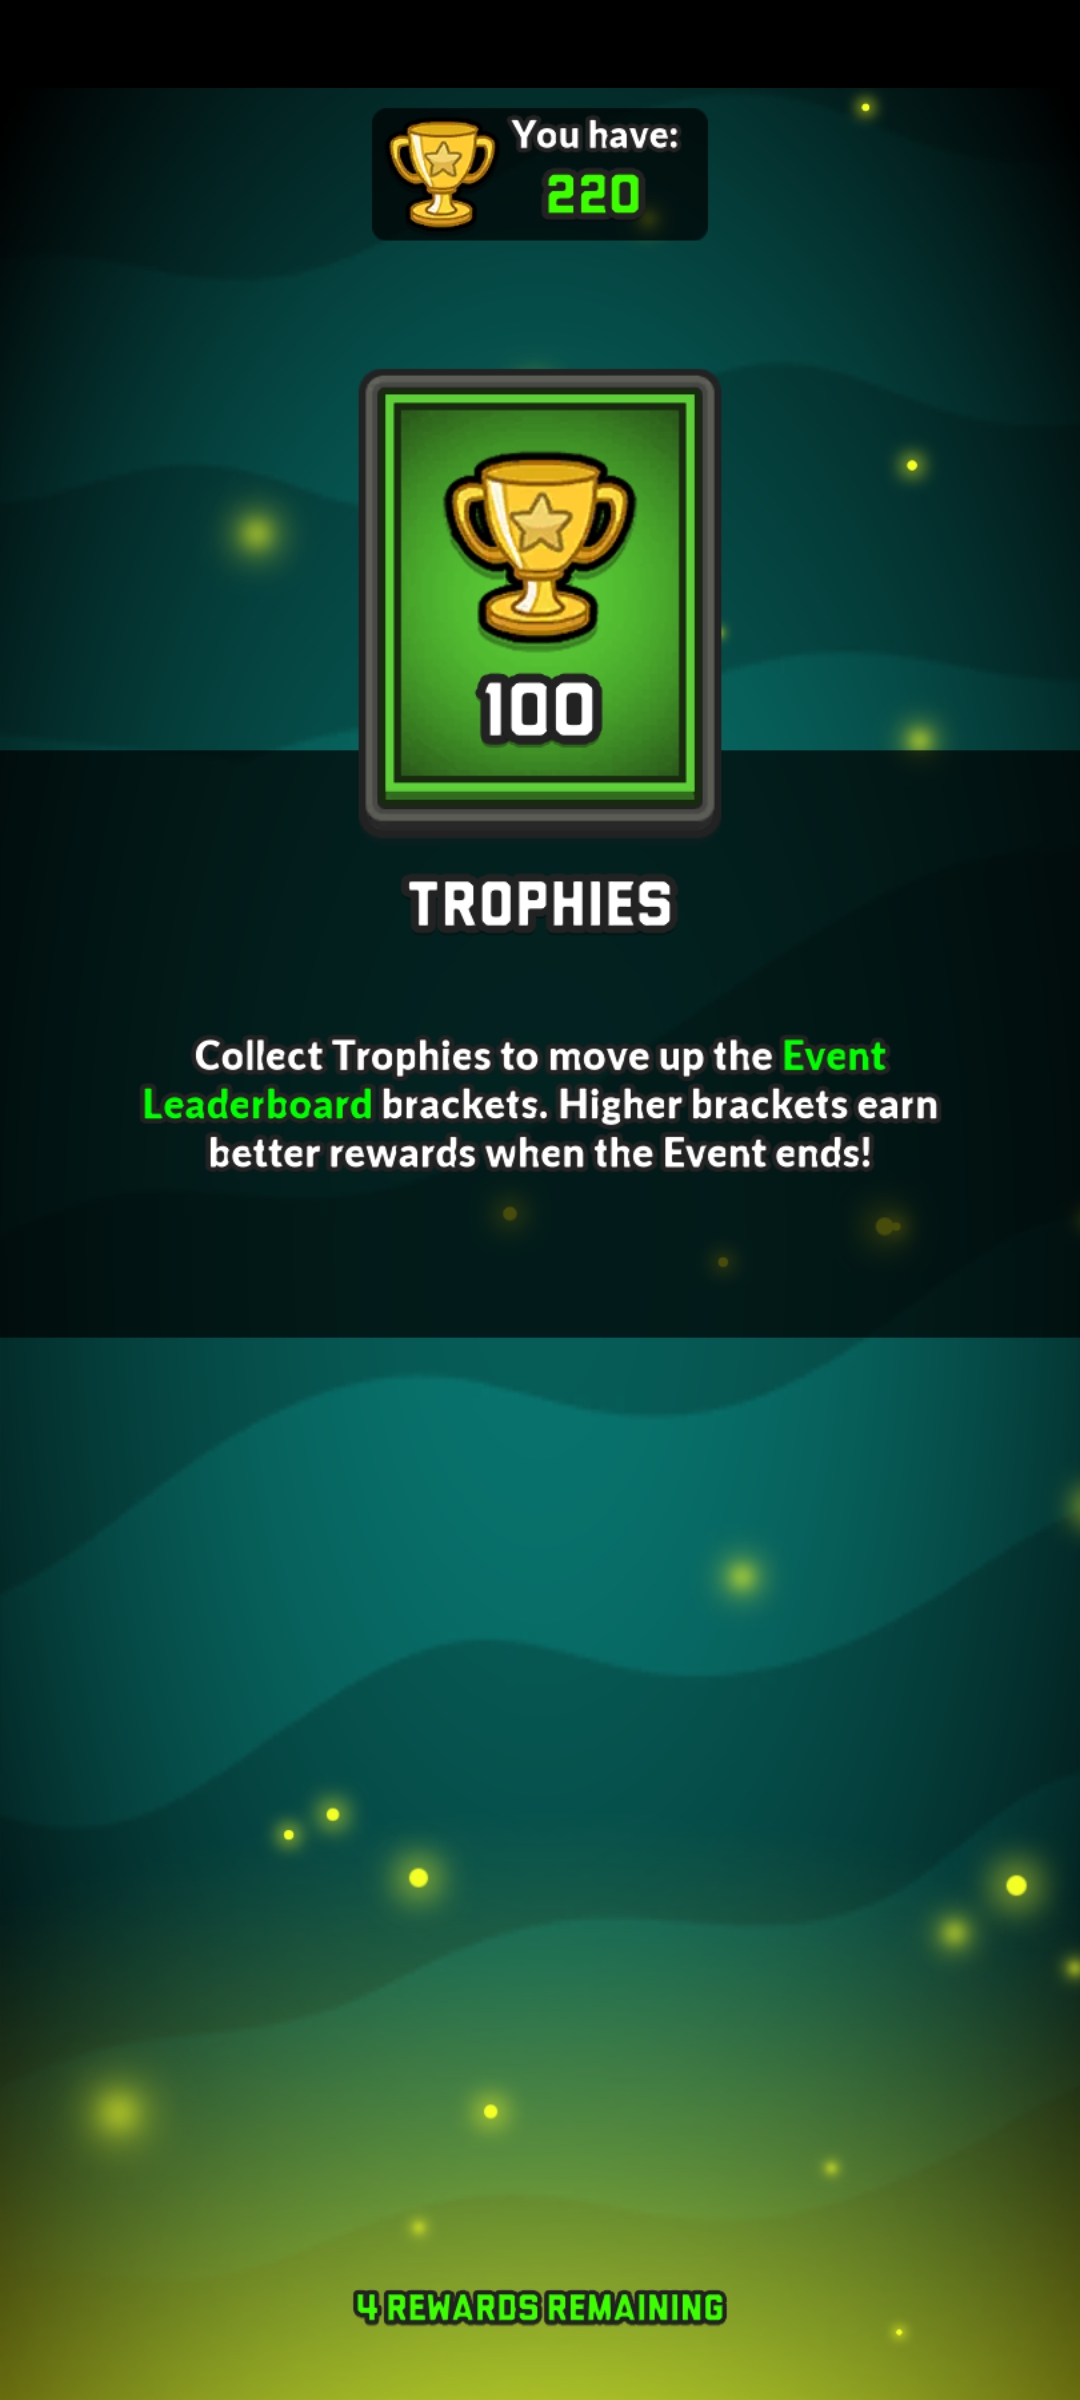 You have:
220
100
TROPHIES
Collect Trophies to move up the Event
Leaderboard brackets. Higher brackets earn
better rewards when the Event ends!
4 REWARDS REMAINING